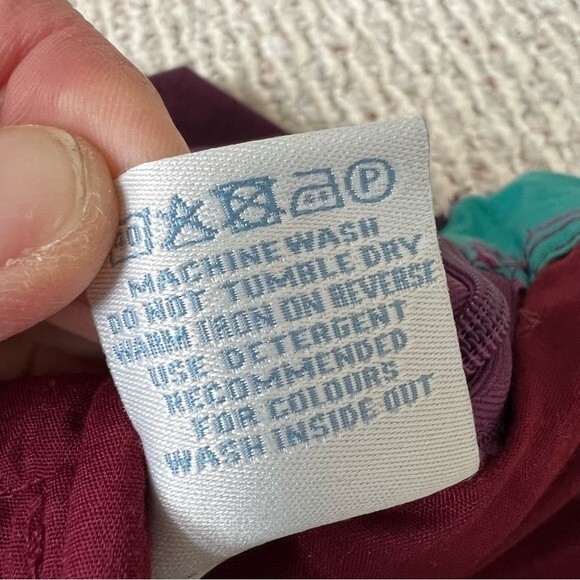 P
MACHINE WASH
DO NOT TUMBLE DRY
WARM IRON ON REVERSE
USE DETERGENT
RECOMMENDED
FOR COLOURS
WASH INSIDE OUT